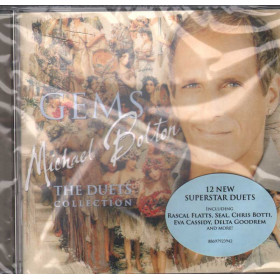 GEMS
Michael Bolton
THE DUETS
COLLECTION
12 NEW
SUPERSTAR DUETS
INCLUDING
RASCAL FLATTS, SEAL, CHRIS BOTTI,
EVA CASSIDY, DELTA GOODREM
AND MORE!